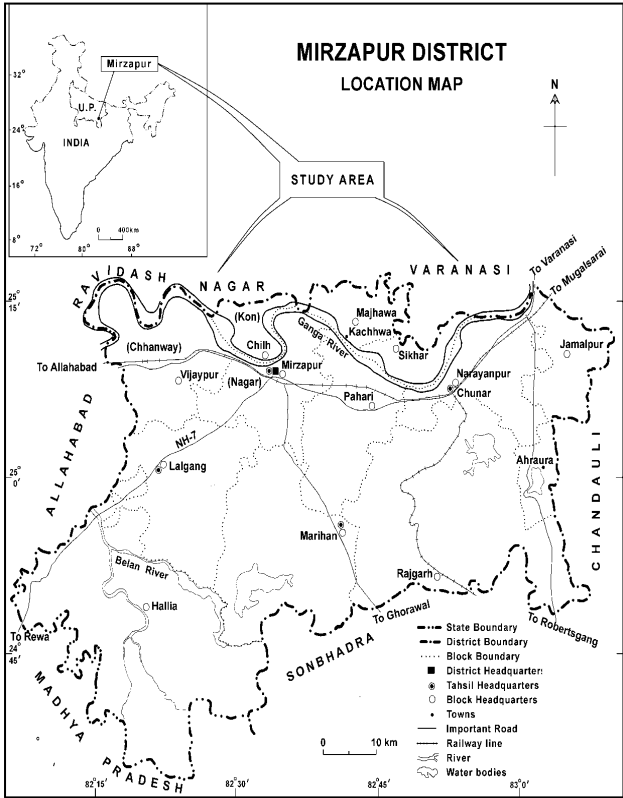 MIRZAPUR DISTRICT
LOCATION MAP
Mirzapur
U.P.
INDIA
32°
24°
16°
8°
0 400km
72° 80° 88°
N
STUDY AREA
RAVIDASH NAGAR
VARANASI
To Varanasi
To Mugalsarai
25°
15'
(Kon)
Majhawa
Kachhwa
Ganga River
Sikhar
Jamalpur
(Chhanway)
Chilh
To Allahabad
Mirzapur
Vijaypur
(Nagar)
Narayanpur
Chunar
Pahari
ALLAHABAD
NH-7
Lalgang
25°
0'
Ahraura
CHANDAULI
Marihan
Belan River
Rajgarh
Hallia
To Ghorawal
To Robertsgang
To Rewa
24°
45'
SONBHADRA
MADHYA PRADESH
State Boundary
District Boundary
Block Boundary
District Headquarters
Tahsil Headquarters
Block Headquarters
Towns
Important Road
Railway line
River
Water bodies
0 10 km
82°15' 82°30' 82°45' 83°0'